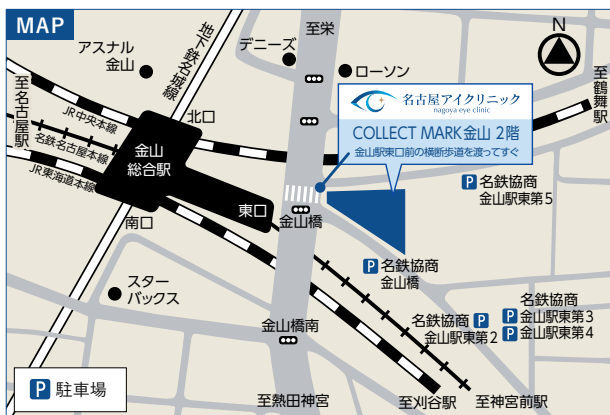 MAP
N
至栄
地下鉄名城線
アスナル
金山
デニーズ
ローソン
至鶴舞駅
至名古屋駅
名古屋アイクリニック
nagoya eye clinic
COLLECT MARK金山 2階
金山駅東口前の横断歩道を渡ってすぐ
JR中央本線
名鉄名古屋本線
JR東海道本線
北口
金山
総合駅
東口
南口
金山橋
P 名鉄協商
金山駅東第5
P 名鉄協商
金山橋
スター
バックス
金山橋南
名鉄協商 P
金山駅東第2
名鉄協商
P 金山駅東第3
P 金山駅東第4
P 駐車場
至熱田神宮
至刈谷駅
至神宮前駅